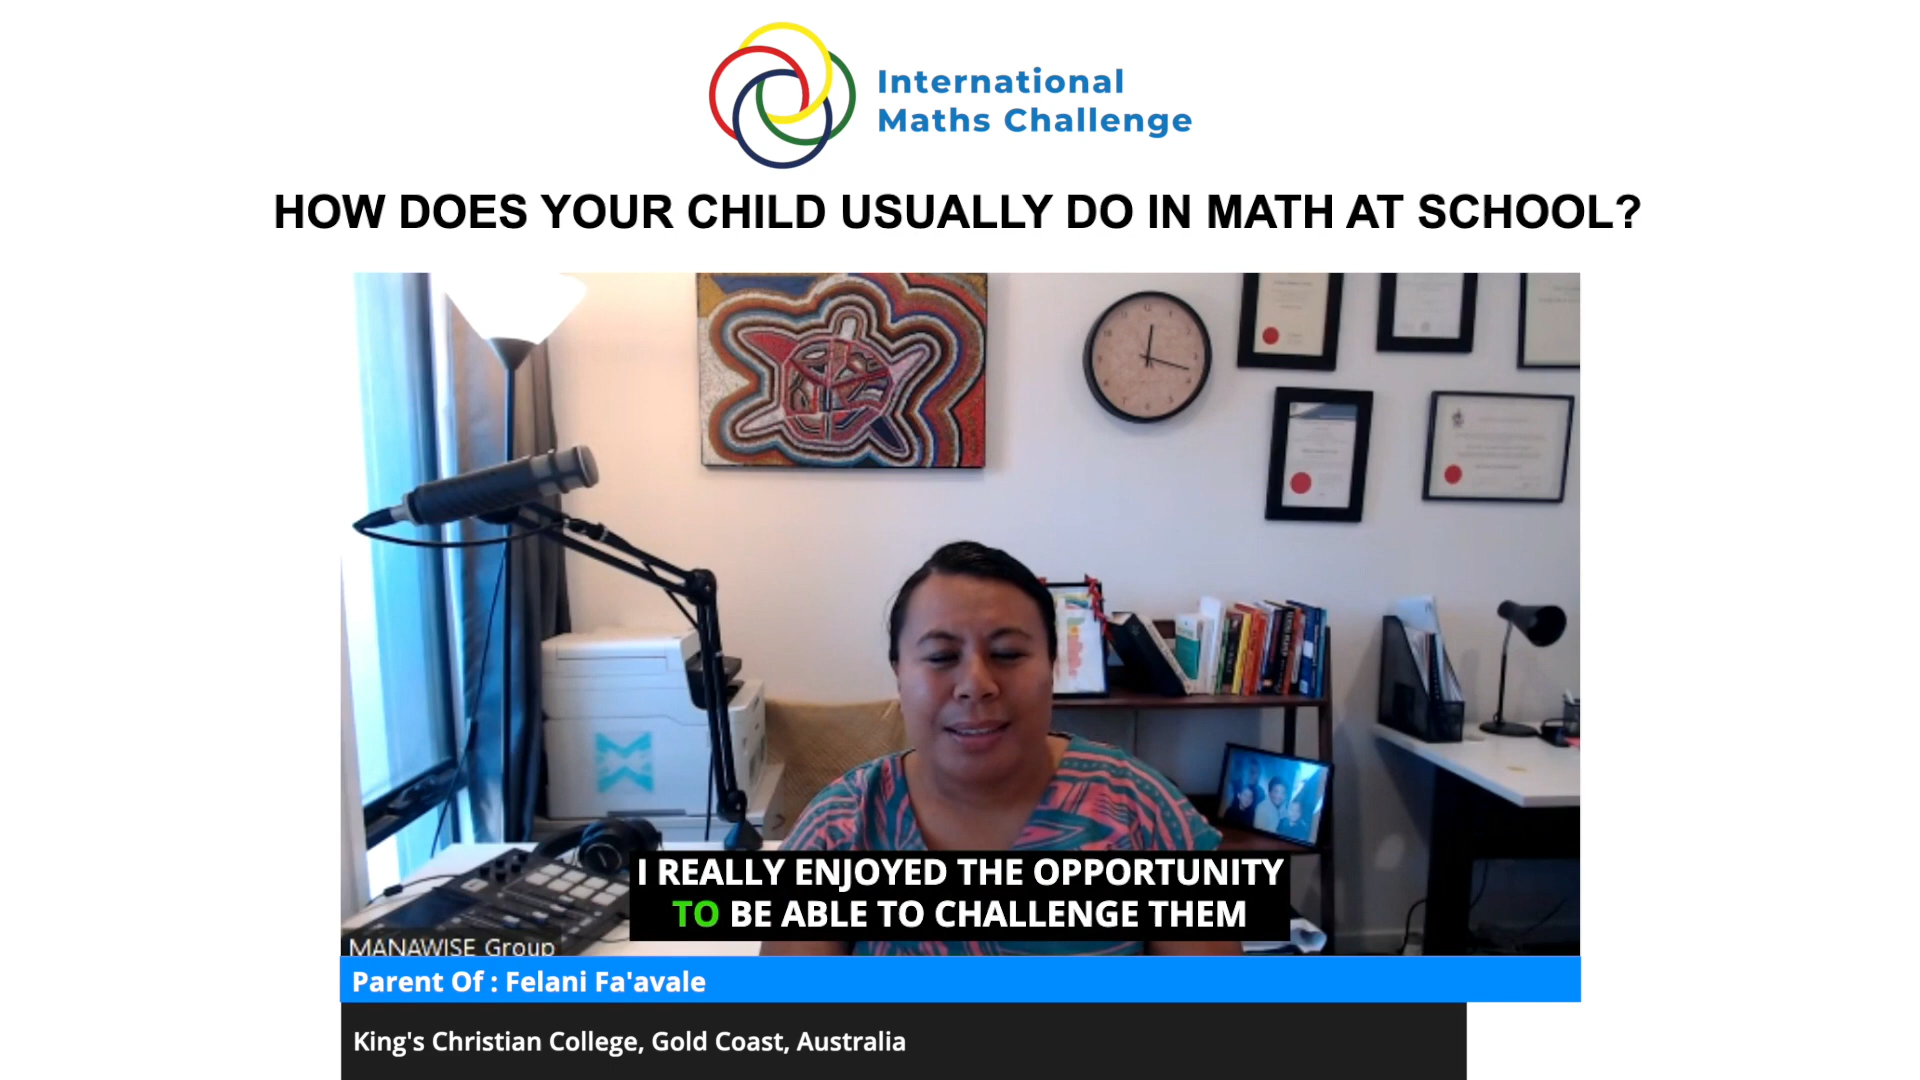 International
Maths Challenge
HOW DOES YOUR CHILD USUALLY DO IN MATH AT SCHOOL?
I REALLY ENJOYED THE OPPORTUNITY
TO BE ABLE TO CHALLENGE THEM
MANAWISE Group
Parent Of : Felani Fa'avale
King's Christian College, Gold Coast, Australia